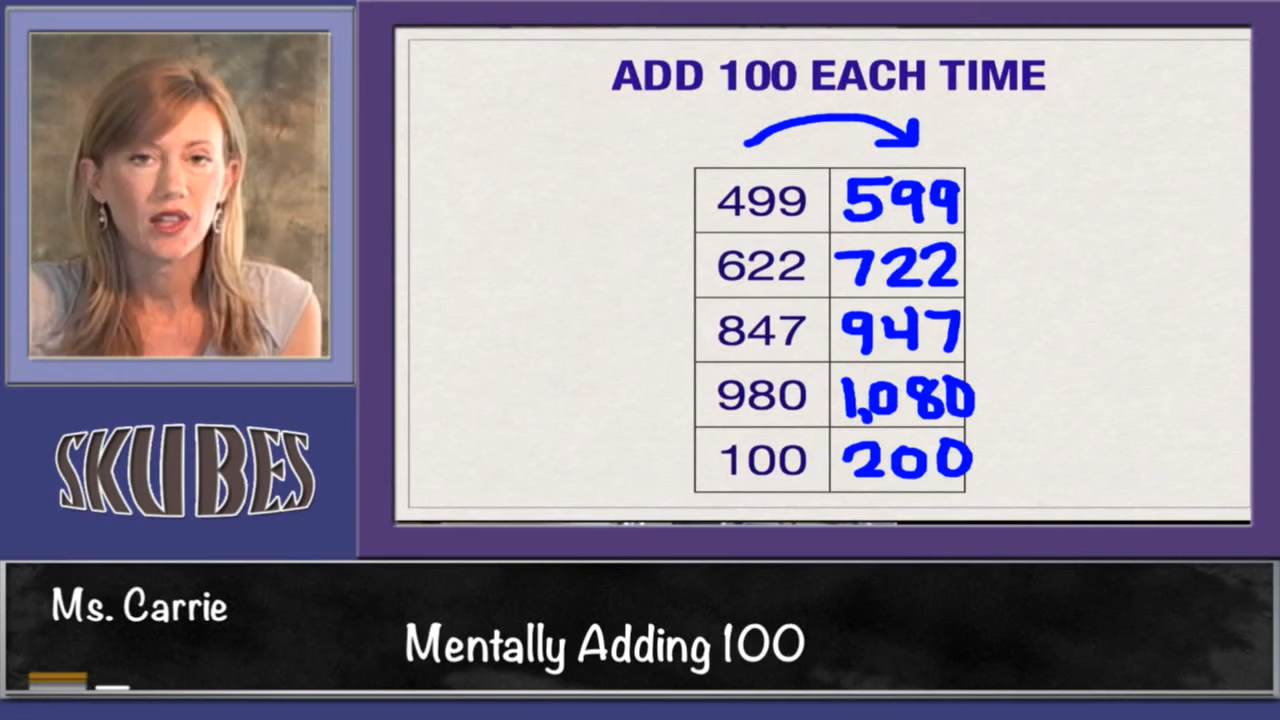 ADD 100 EACH TIME
499 599
622 722
847 947
980 1,080
100 200
SKUBES
Ms. Carrie
Mentally Adding 100